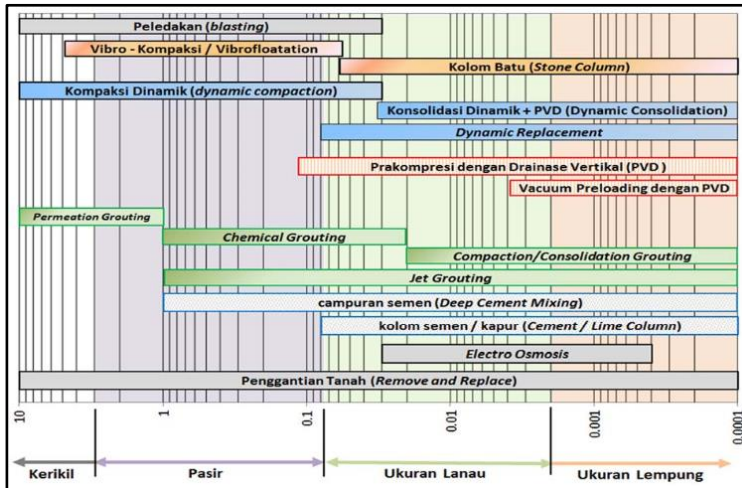 Peledakan (blasting)
Vibro - Kompaksi / Vibrofloatation
Kolom Batu (Stone Column)
Kompaksi Dinamik (dynamic compaction)
Konsolidasi Dinamik + PVD (Dynamic Consolidation)
Dynamic Replacement
Prakompresi dengan Drainase Vertikal (PVD )
Vacuum Preloading dengan PVD
Permeation Grouting
Chemical Grouting
Compaction/Consolidation Grouting
Jet Grouting
campuran semen (Deep Cement Mixing)
kolom semen / kapur (Cement / Lime Column)
Electro Osmosis
Penggantian Tanah (Remove and Replace)
10 1 0.1 0.01 0.001 0.0001
Kerikil Pasir Ukuran Lanau Ukuran Lempung